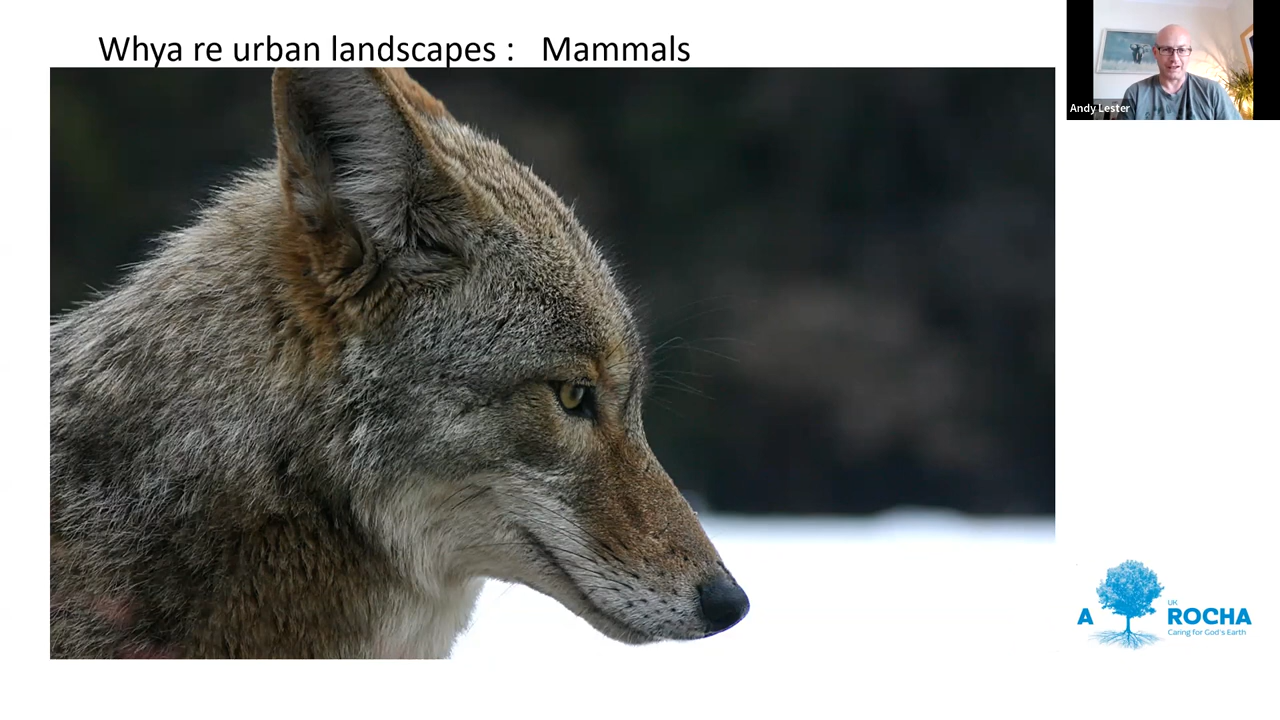 Whya re urban landscapes : Mammals
Andy Lester
A UK ROCHA
Caring for God's Earth